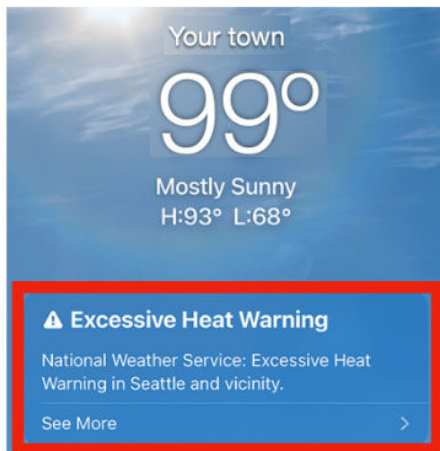 Your town
99°
Mostly Sunny
H:93° L:68°
Excessive Heat Warning
National Weather Service: Excessive Heat
Warning in Seattle and vicinity.
See More